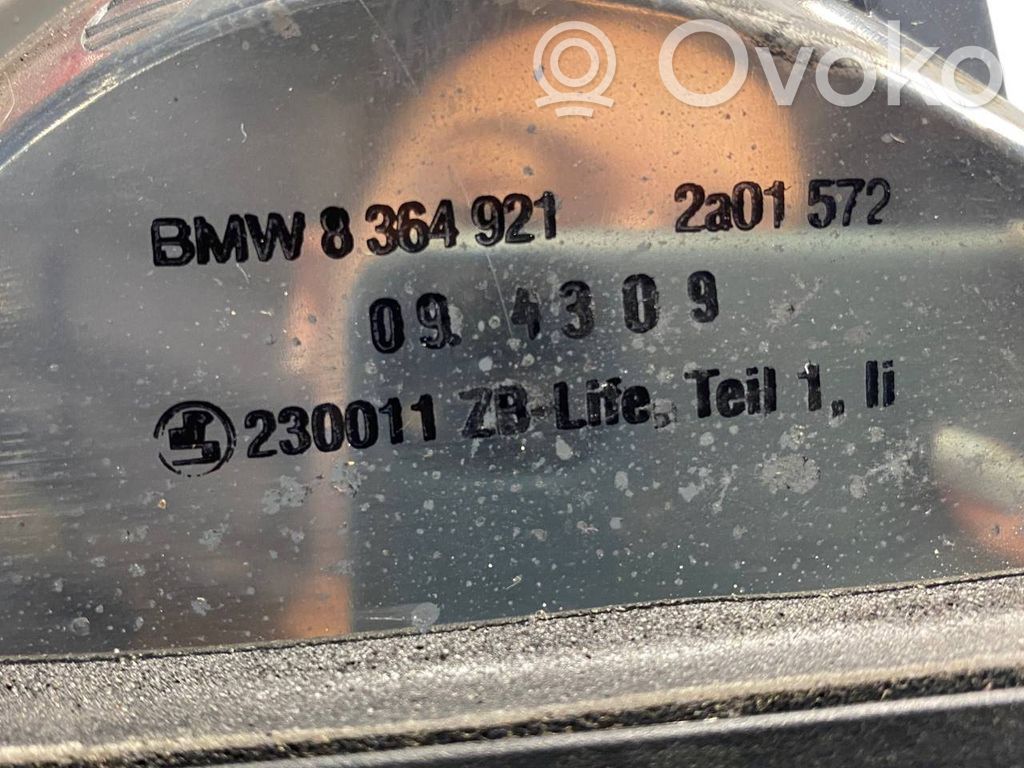 Ovoko
BMW 8 364 921 2a01 572
09. 4309
230011 ZB-Life, Teil 1, li